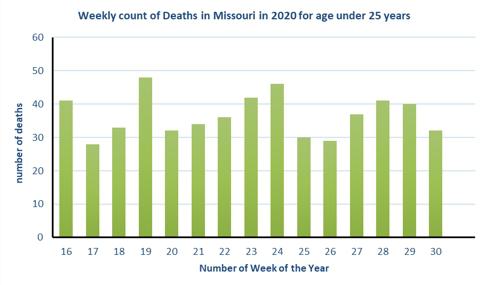 Weekly count of Deaths in Missouri in 2020 for age under 25 years
60
50
40
30
20
10
0
number of deaths
16 17 18 19 20 21 22 23 24 25 26 27 28 29 30
Number of Week of the Year